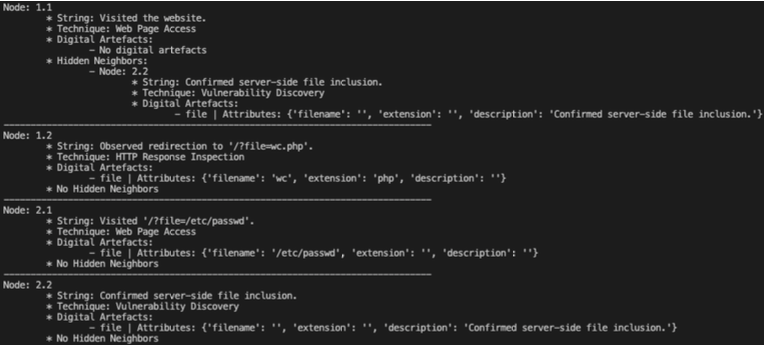 Node: 1.1
* String: Visited the website.
* Technique: Web Page Access
* Digital Artefacts:
- No digital artefacts
* Hidden Neighbors:
- Node: 2.2
* String: Confirmed server-side file inclusion.
* Technique: Vulnerability Discovery
* Digital Artefacts:
- file | Attributes: {'filename': '', 'extension': '', 'description': 'Confirmed server-side file inclusion.'}
Node: 1.2
* String: Observed redirection to '/?file=wc.php'.
* Technique: HTTP Response Inspection
* Digital Artefacts:
- file | Attributes: {'filename': 'wc', 'extension': 'php', 'description': ''}
* No Hidden Neighbors
Node: 2.1
* String: Visited '/?file=/etc/passwd'.
* Technique: Web Page Access
* Digital Artefacts:
- file | Attributes: {'filename': '/etc/passwd', 'extension': '', 'description': ''}
* No Hidden Neighbors
Node: 2.2
* String: Confirmed server-side file inclusion.
* Technique: Vulnerability Discovery
* Digital Artefacts:
- file | Attributes: {'filename': '', 'extension': '', 'description': 'Confirmed server-side file inclusion.'}
* No Hidden Neighbors